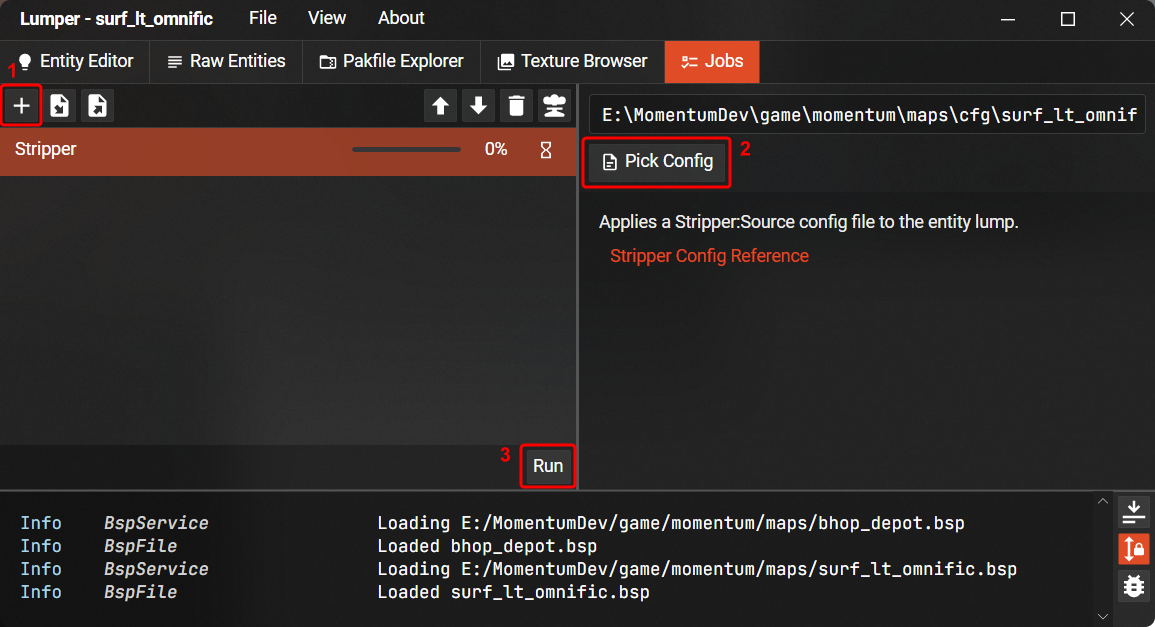 Lumper - surf_lt_omnific File View About
1 Entity Editor Raw Entities Pakfile Explorer Texture Browser Jobs
E:\MomentumDev\game\momentum\maps\cfg\surf_lt_omnif
Stripper 0%
Pick Config 2
Applies a Stripper:Source config file to the entity lump.
Stripper Config Reference
3 Run
Info BspService Loading E:/MomentumDev/game/momentum/maps/bhop_depot.bsp
Info BspFile Loaded bhop_depot.bsp
Info BspService Loading E:/MomentumDev/game/momentum/maps/surf_lt_omnific.bsp
Info BspFile Loaded surf_lt_omnific.bsp